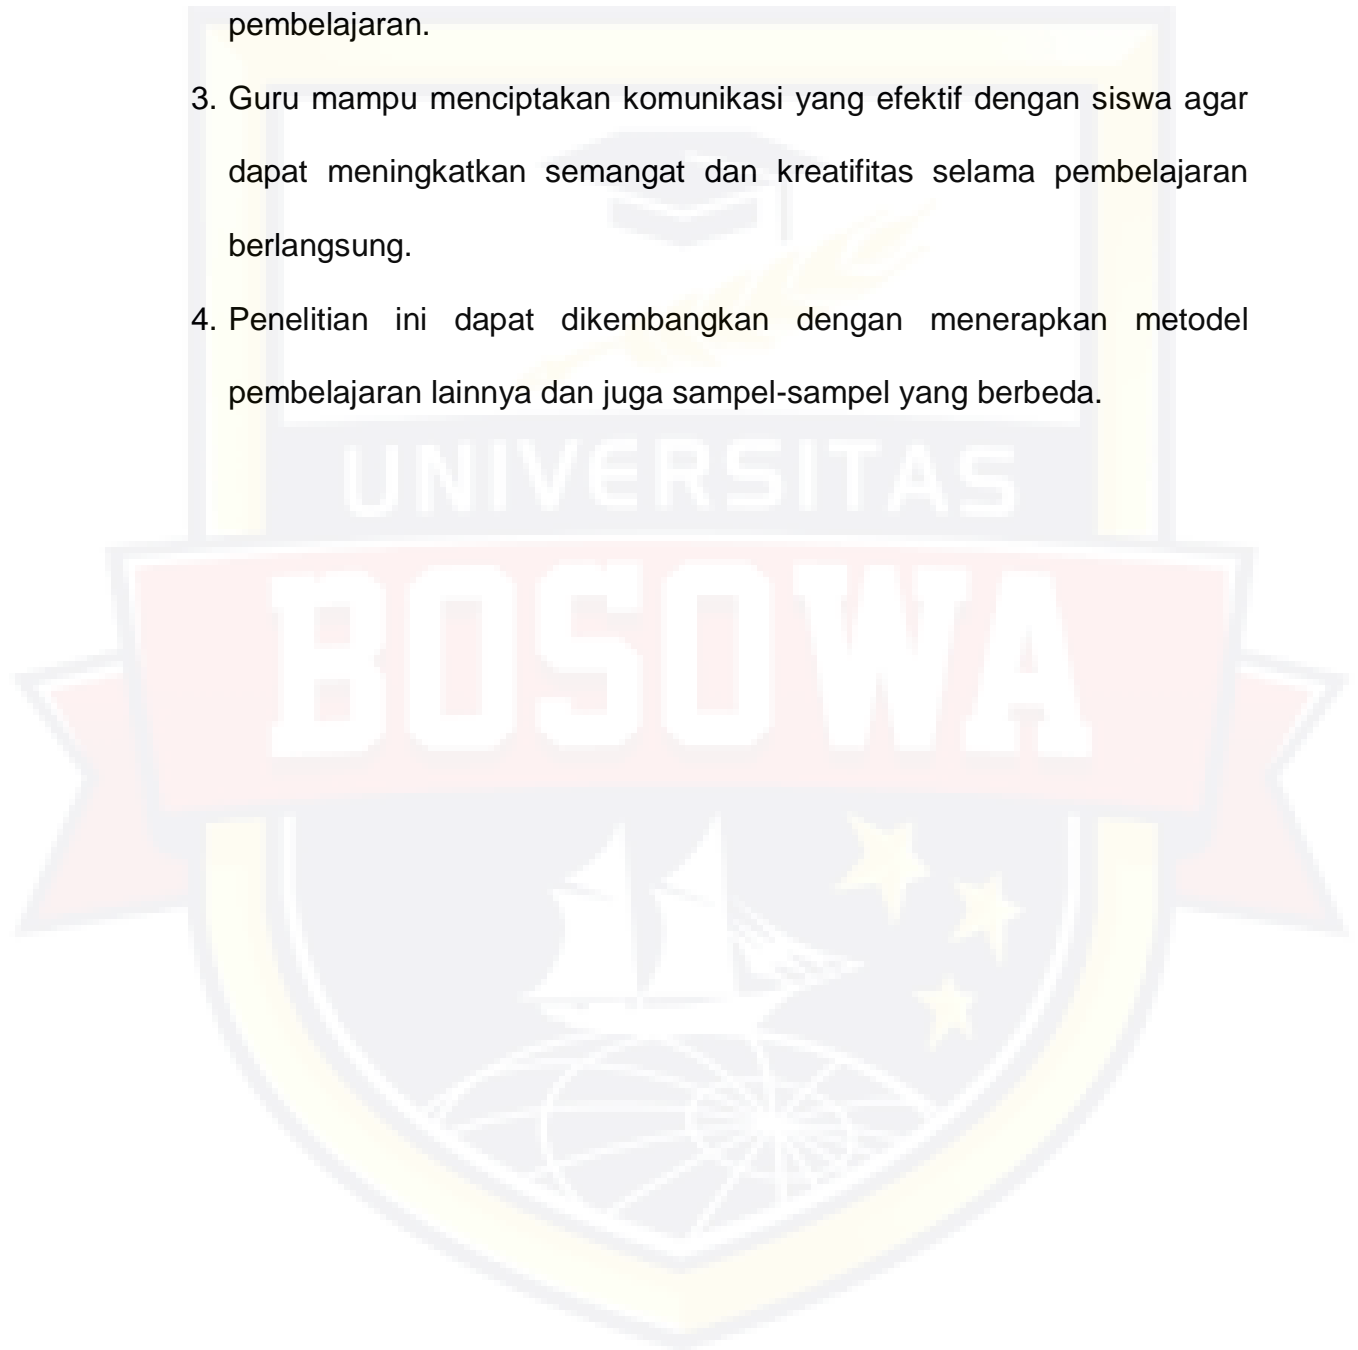 pembelajaran.
3. Guru mampu menciptakan komunikasi yang efektif dengan siswa agar
dapat meningkatkan semangat dan kreatifitas selama pembelajaran
berlangsung.
4. Penelitian ini dapat dikembangkan dengan menerapkan metodel
pembelajaran lainnya dan juga sampel-sampel yang berbeda.
UNIVERSITAS
BOSOWA